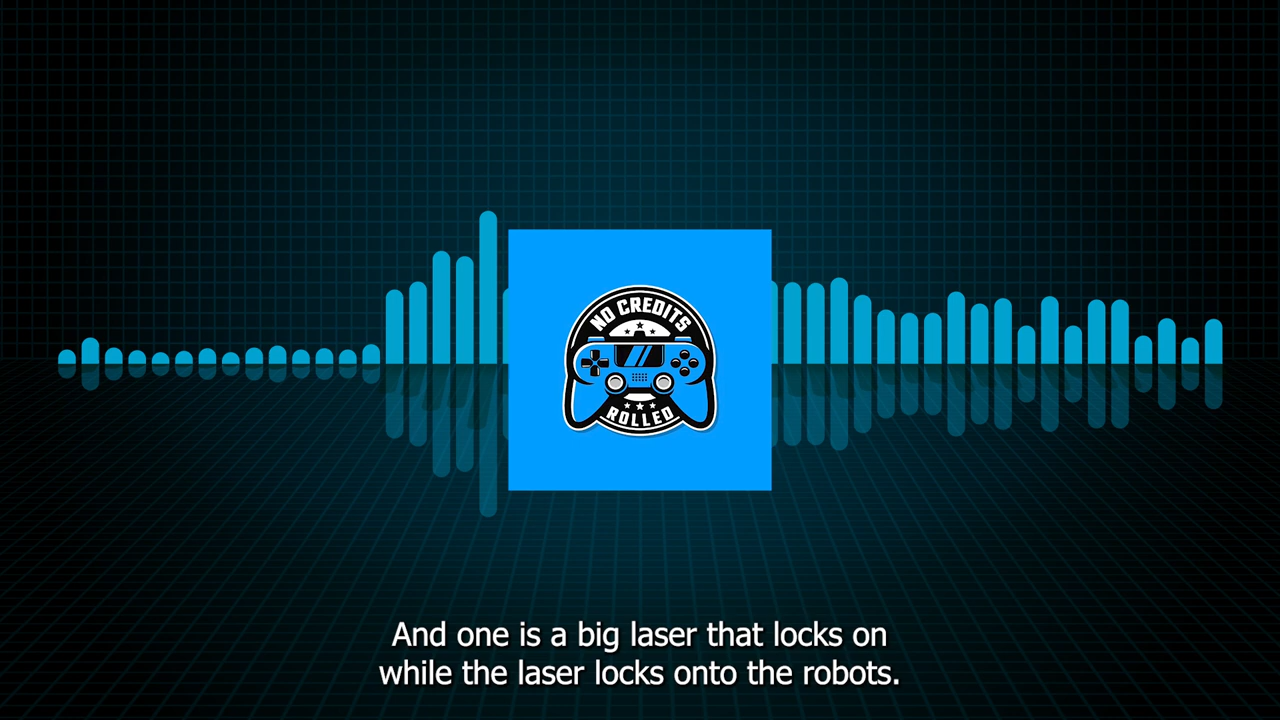 NO CREDITS
ROLLED
And one is a big laser that locks on
while the laser locks onto the robots.